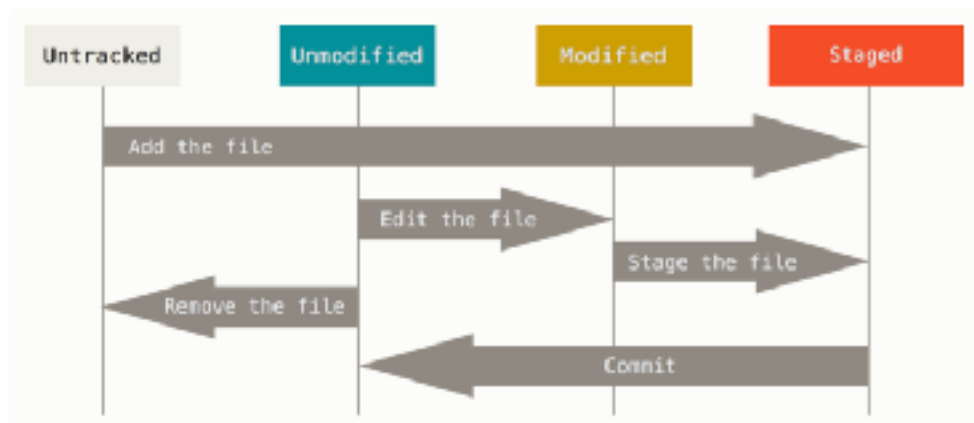 Untracked
Unmodified
Modified
Staged
Add the file
Edit the file
Stage the file
Remove the file
Commit